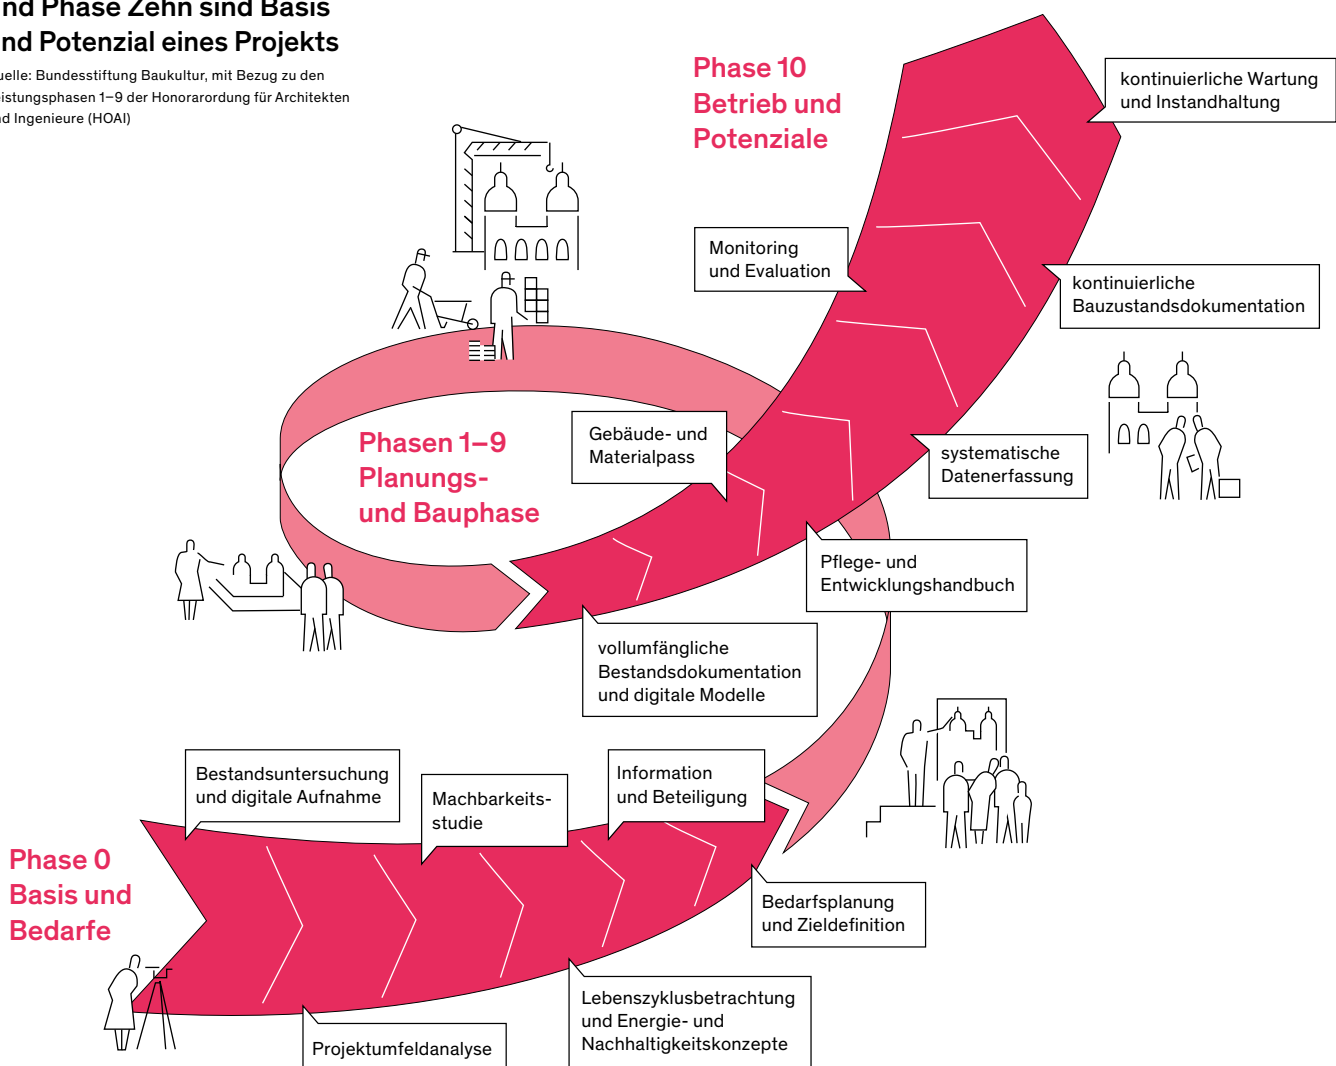 nd Phase Zehn sind Basis
nd Potenzial eines Projekts
uelle: Bundesstiftung Baukultur, mit Bezug zu den
eistungsphasen 1–9 der Honorarordung für Architekten
nd Ingenieure (HOAI)
Phase 10
Betrieb und
Potenziale
kontinuierliche Wartung
und Instandhaltung
Monitoring
und Evaluation
kontinuierliche
Bauzustandsdokumentation
Phasen 1–9
Planungs-
und Bauphase
Gebäude- und
Materialpass
systematische
Datenerfassung
Pflege- und
Entwicklungshandbuch
vollumfängliche
Bestandsdokumentation
und digitale Modelle
Bestandsuntersuchung
und digitale Aufnahme
Machbarkeits-
studie
Information
und Beteiligung
Phase 0
Basis und
Bedarfe
Bedarfsplanung
und Zieldefinition
Lebenszyklusbetrachtung
und Energie- und
Nachhaltigkeitskonzepte
Projektumfeldanalyse